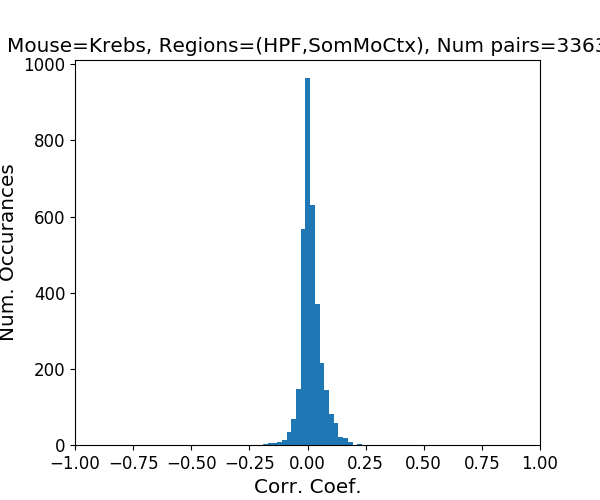 Mouse=Krebs, Regions=(HPF,SomMoCtx), Num pairs=3363
1000
800
600
400
200
0
Num. Occurances
−1.00 −0.75 −0.50 −0.25 0.00 0.25 0.50 0.75 1.00
Corr. Coef.